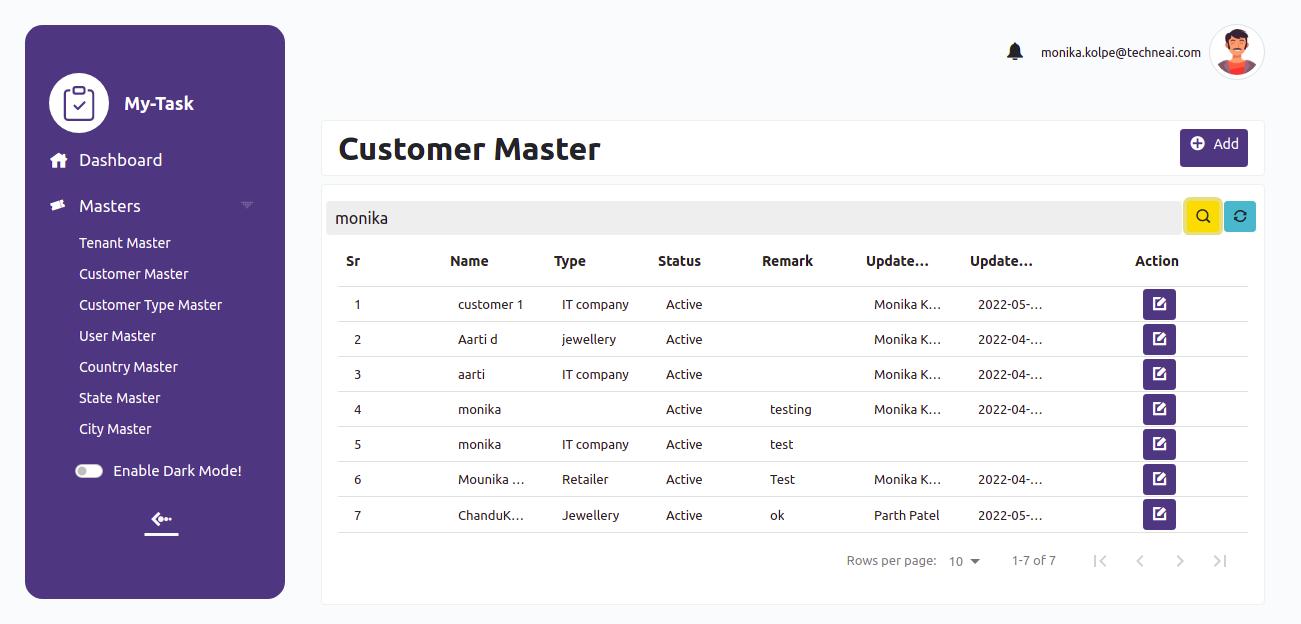 My-Task
Dashboard
Masters
Tenant Master
Customer Master
Customer Type Master
User Master
Country Master
State Master
City Master
Enable Dark Mode!
monika.kolpe@techneai.com
Customer Master
Add
monika
Sr Name Type Status Remark Update... Update... Action
1 customer 1 IT company Active Monika K... 2022-05-...
2 Aarti d jewellery Active Monika K... 2022-04-...
3 aarti IT company Active Monika K... 2022-04-...
4 monika Active testing Monika K... 2022-04-...
5 monika IT company Active test
6 Mounika ... Retailer Active Test Monika K... 2022-04-...
7 ChanduK... Jewellery Active ok Parth Patel 2022-05-...
Rows per page: 10 1-7 of 7